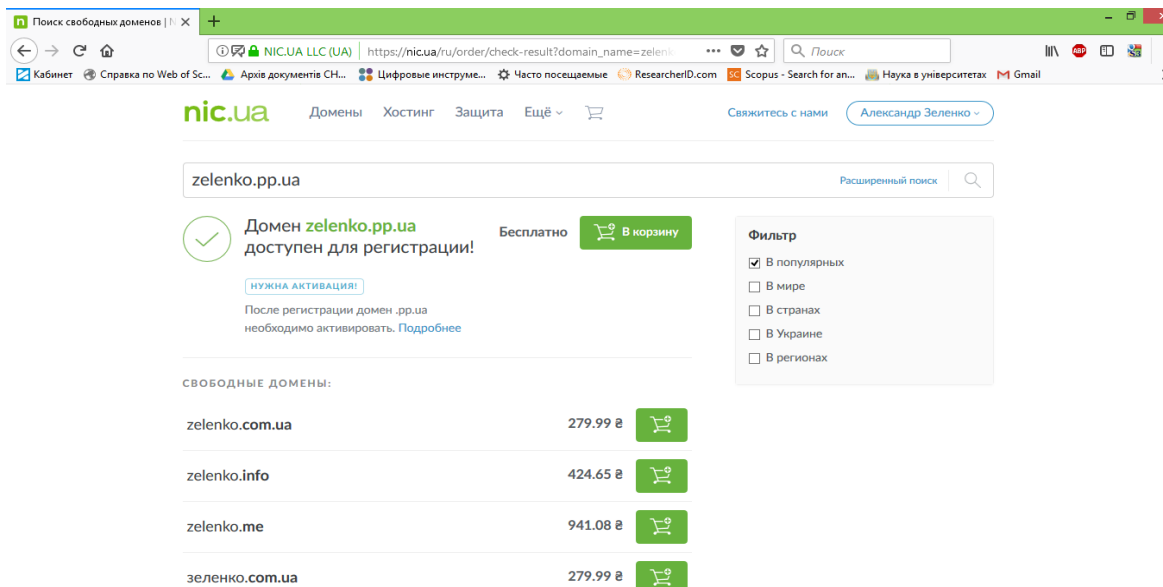 Поиск свободных доменов | N
NIC.UA LLC (UA) https://nic.ua/ru/order/check-result?domain_name=zelenk
Поиск
ABP
Кабинет Справка по Web of Sc... Архів документів CH... Цифровые инструме... Часто посещаемые ResearcherID.com SC Scopus - Search for an... Наука в університетах Gmail
nic.ua Домены Хостинг Защита Ещё Свяжитесь с нами Александр Зеленко
zelenko.pp.ua Расширенный поиск
Домен zelenko.pp.ua
доступен для регистрации!
Бесплатно В корзину
НУЖНА АКТИВАЦИЯ!
После регистрации домен .pp.ua
необходимо активировать. Подробнее
Фильтр
В популярных
В мире
В странах
В Украине
В регионах
СВОБОДНЫЕ ДОМЕНЫ:
zelenko.com.ua 279.99 ₴
zelenko.info 424.65 ₴
zelenko.me 941.08 ₴
зеленко.com.ua 279.99 ₴